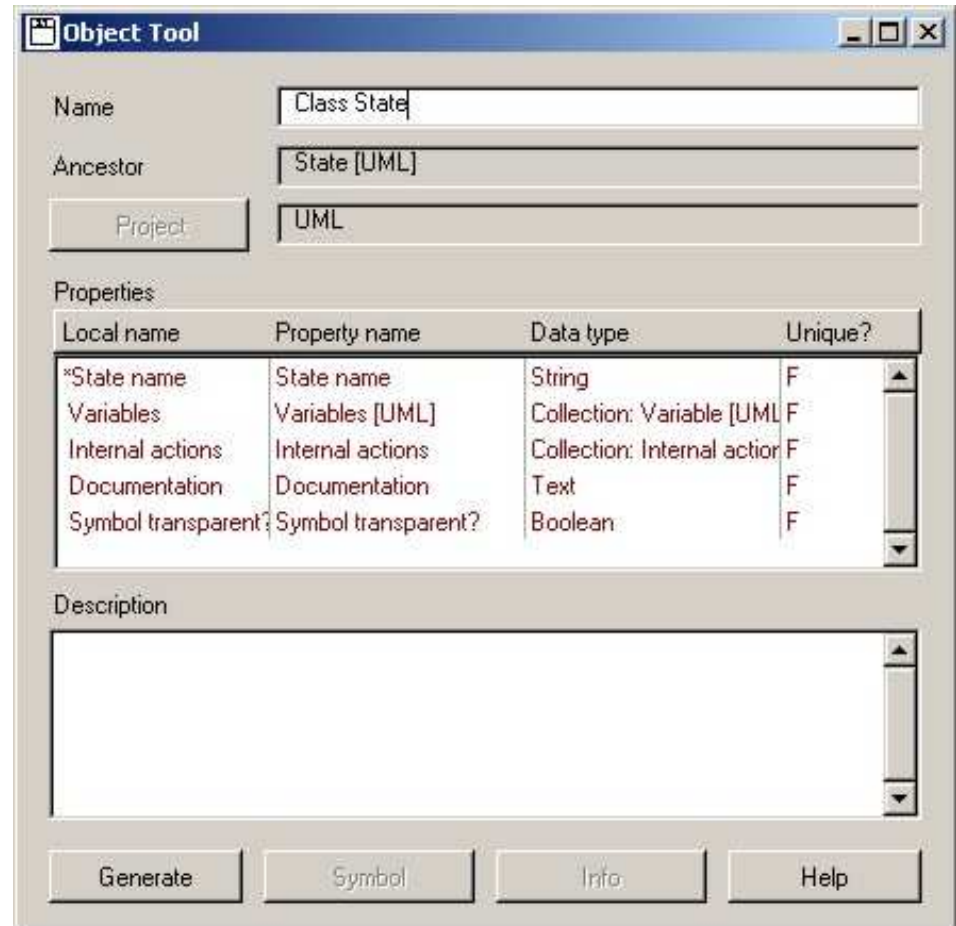 Object Tool
Name Class State
Ancestor State [UML]
Project UML
Properties
Local name Property name Data type Unique?
*State name State name String F
Variables Variables [UML] Collection: Variable [UML F
Internal actions Internal actions Collection: Internal action F
Documentation Documentation Text F
Symbol transparent? Symbol transparent? Boolean F
Description
Generate Symbol Info Help